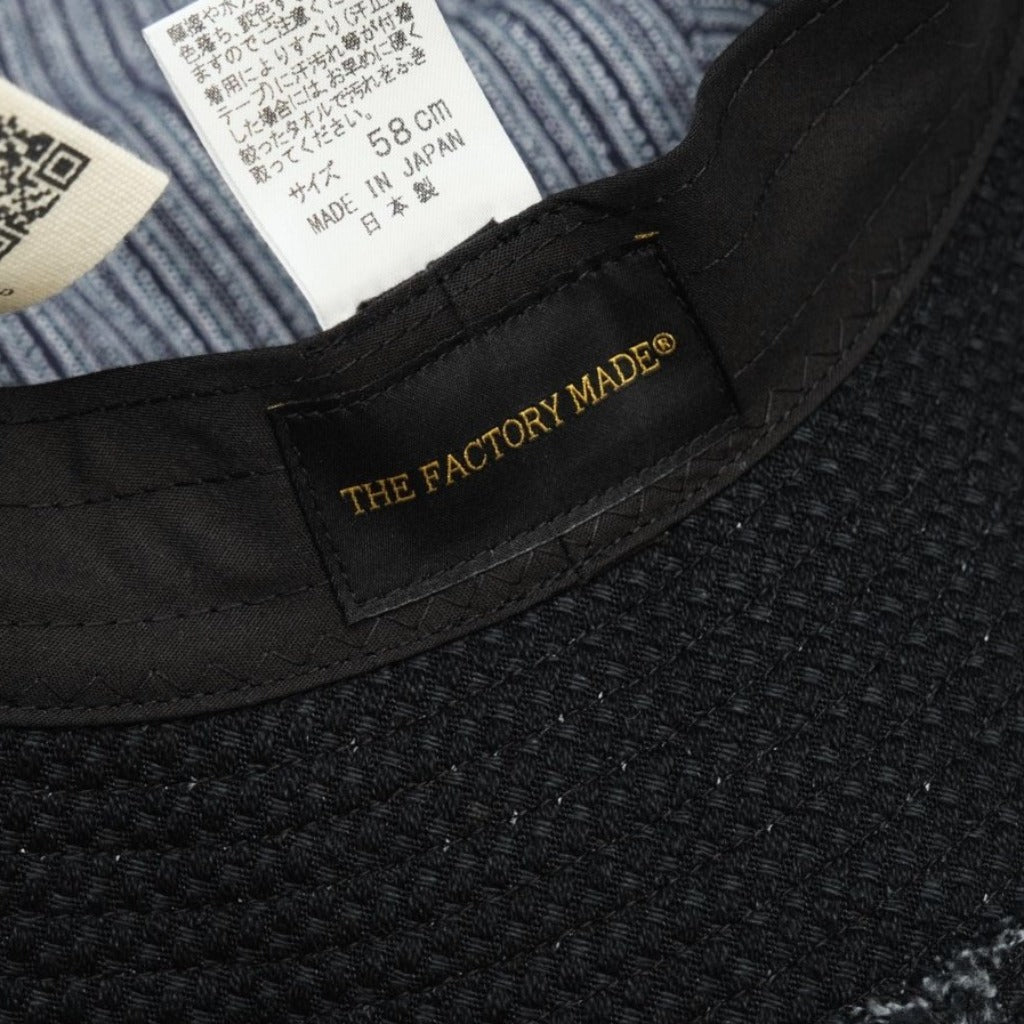 色落ち、
ますのでご注意くだ
着用によりすべり(汗止
テープ)に汗汚れ等が付着
した場合には、お早めに硬く
絞ったタオルで汚れをふき
取ってください。
サイズ 58cm
MADE IN JAPAN
日本製
THE FACTORY MADE®